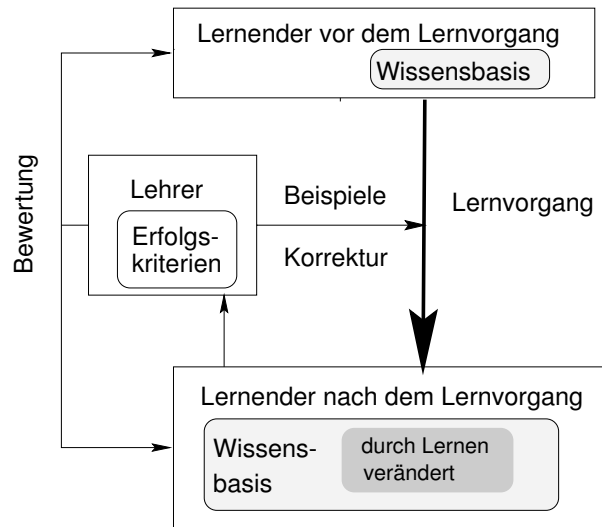 Lernender vor dem Lernvorgang
Wissensbasis
Bewertung
Lehrer
Erfolgs-
kriterien
Beispiele
Korrektur
Lernvorgang
Lernender nach dem Lernvorgang
Wissens-
basis
durch Lernen
verändert